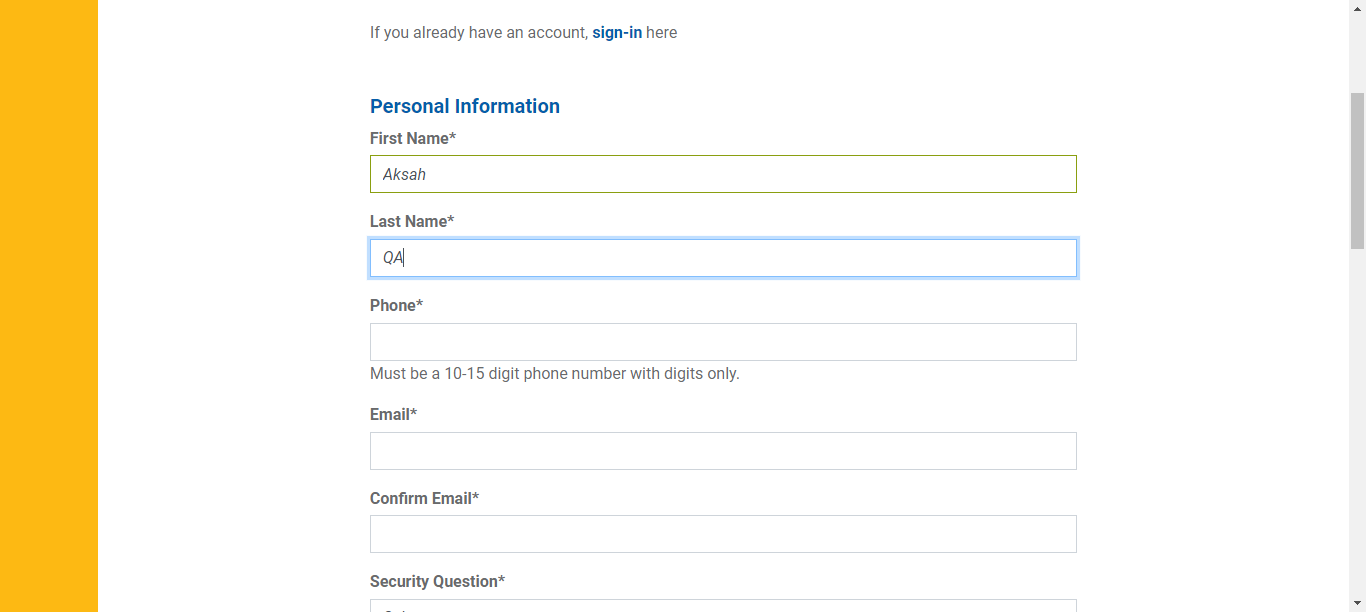 If you already have an account, sign-in here
Personal Information
First Name*
Aksah
Last Name*
QA
Phone*
Must be a 10-15 digit phone number with digits only.
Email*
Confirm Email*
Security Question*